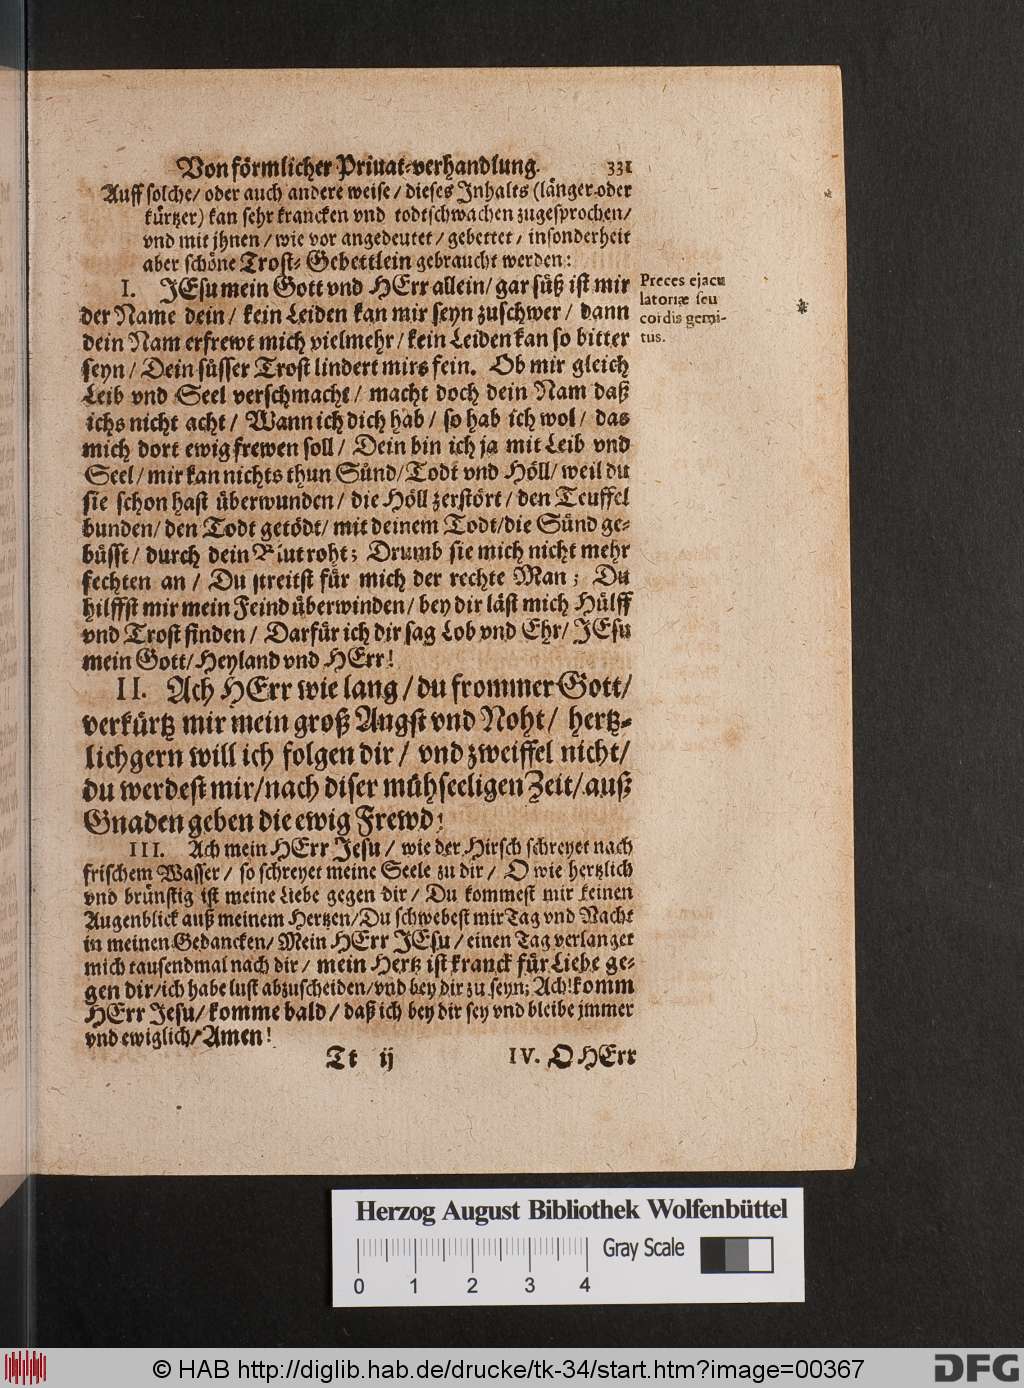 Von förmlicher Priuat-verhandlung. 331
Auff solche/ oder auch andere weise/ dieses Inhalts (länger oder
kürtzer) kan sehr krancken vnd todtschwachen zugesprochen/
vnd mit jhnen/ wie vor angedeutet/ gebettet/ insonderheit
aber schöne Trost-Gebettlein gebraucht werden:
I. JEsu mein Gott vnd HErr allein/ gar süß ist mir
der Name dein/ kein Leiden kan mir seyn zuschwer/ dann
dein Nam erfrewt mich vielmehr/ kein Leiden kan so bitter
seyn/ Dein süsser Trost lindert mirs fein. Ob mir gleich
Leib vnd Seel verschmacht/ macht doch dein Nam daß
ichs nicht acht/ Wann ich dich hab/ so hab ich wol/ das
mich dort ewig frewen soll/ Dein bin ich ja mit Leib vnd
Seel/ mir kan nichts thun Sünd/ Todt vnd Höll/ weil du
sie schon hast überwunden/ die Höll zerstört/ den Teuffel
bunden/ den Todt getödt/ mit deinem Todt/ die Sünd ge-
büsst/ durch dein Blut roht; Drumb sie mich nicht mehr
fechten an/ Du streitst für mich der rechte Man; Du
hilffst mir mein Feind überwinden/ bey dir läst mich Hülff
vnd Trost finden/ Darfür ich dir sag Lob vnd Ehr/ JEsu
mein Gott/ Heyland vnd HErr!
Preces ejacu
latoriæ seu
cordis gemi-
tus.
*
II. Ach HErr wie lang/ du frommer Gott/
verkürtz mir mein groß Angst vnd Noht/ hertz-
lich gern will ich folgen dir/ vnd zweiffel nicht/
du werdest mir/ nach diser mühseeligen Zeit/ auß
Gnaden geben die ewig Frewd!
III. Ach mein HErr Jesu/ wie der Hirsch schreyet nach
frischem Wasser/ so schreyet meine Seele zu dir/ O wie hertzlich
vnd brünstig ist meine Liebe gegen dir/ Du kommest mir keinen
Augenblick auß meinem Hertzen/ Du schwebest mir Tag vnd Nacht
in meinen Gedancken/ Mein HErr JEsu/ einen Tag verlanget
mich tausendmal nach dir/ mein Hertz ist kranck für Liebe ge-
gen dir/ ich habe lust abzuscheiden/ vnd bey dir zu seyn; Ach! komm
HErr Jesu/ komme bald/ daß ich bey dir sey vnd bleibe jmmer
vnd ewiglich/ Amen!
Tt ij IV. O HErr
Herzog August Bibliothek Wolfenbüttel
Gray Scale
0 1 2 3 4
© HAB http://diglib.hab.de/drucke/tk-34/start.htm?image=00367
DFG